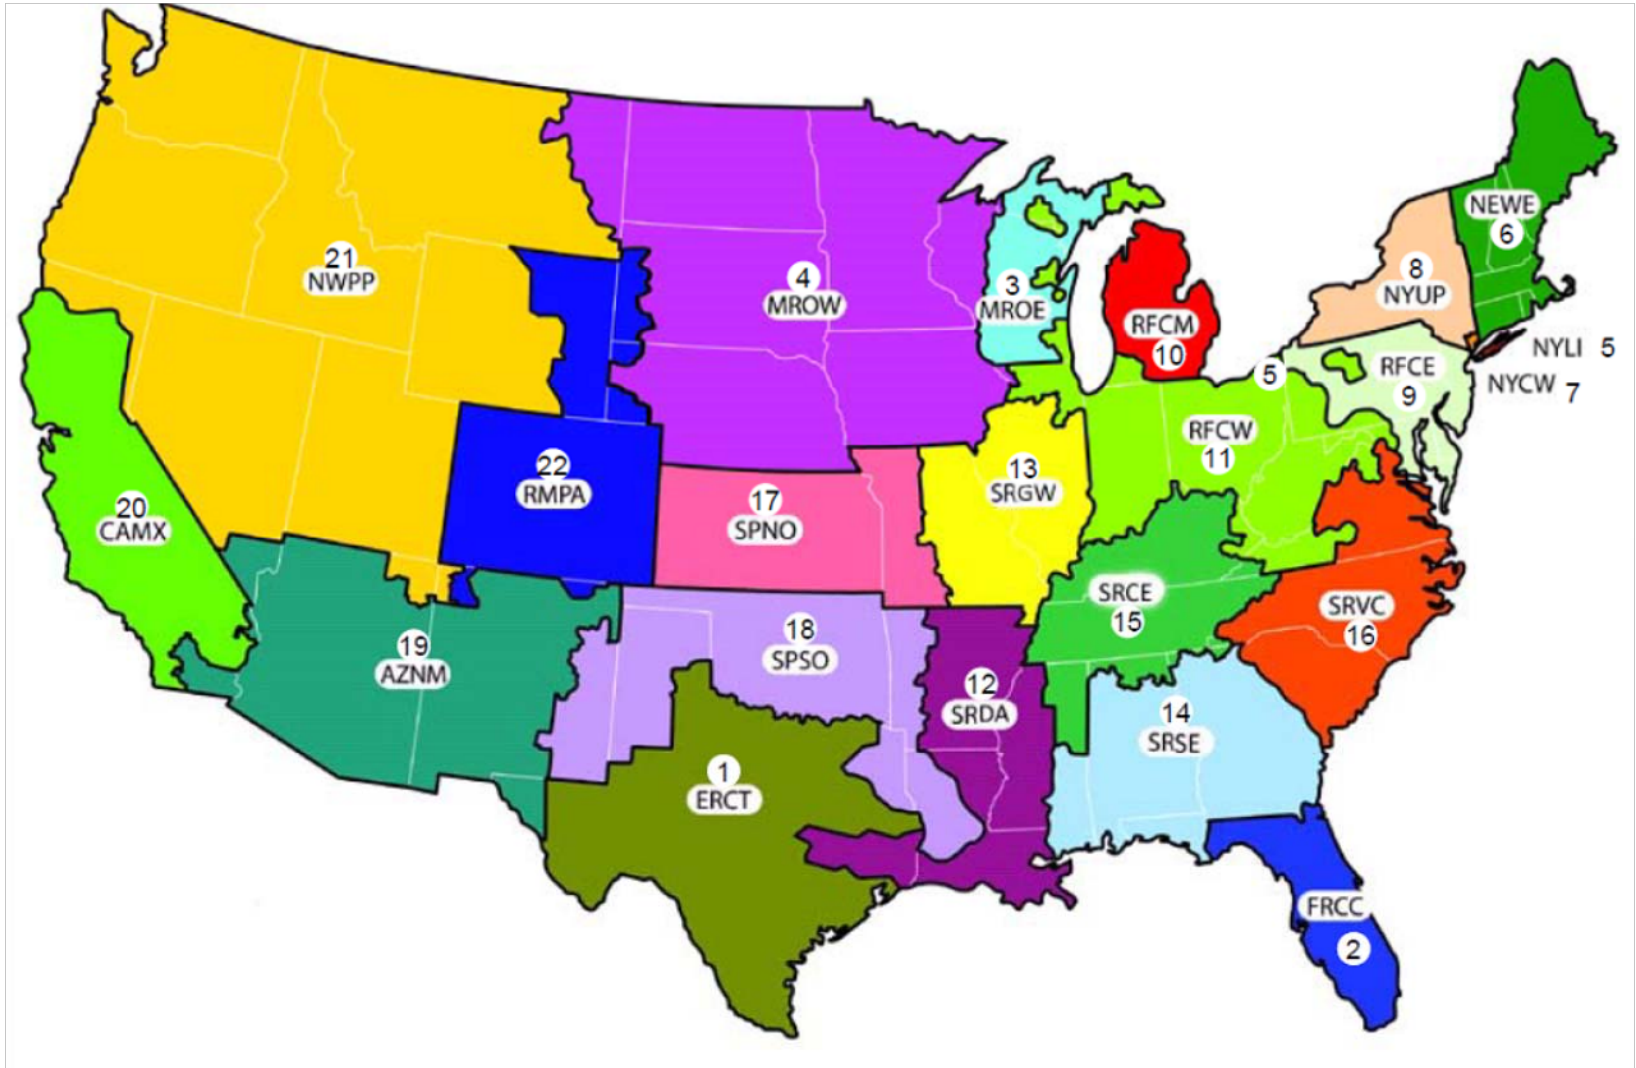 NEWE
6
21
NWPP
8
NYUP
4
MROW
3
MROE
RFCM
10
NYLI 5
5
RFCE
9
NYCW 7
RFCW
11
22
RMPA
13
SRGW
17
SPNO
20
CAMX
SRCE
15
SRVC
16
19
AZNM
18
SPSO
12
SRDA
14
SRSE
1
ERCT
FRCC
2